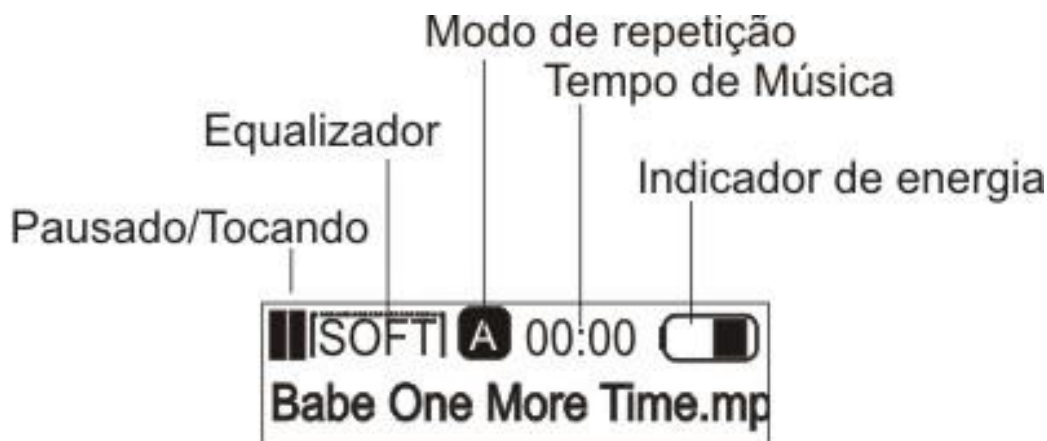 Modo de repetição
Tempo de Música
Equalizador
Indicador de energia
Pausado/Tocando
SOFT A 00:00
Babe One More Time.mp